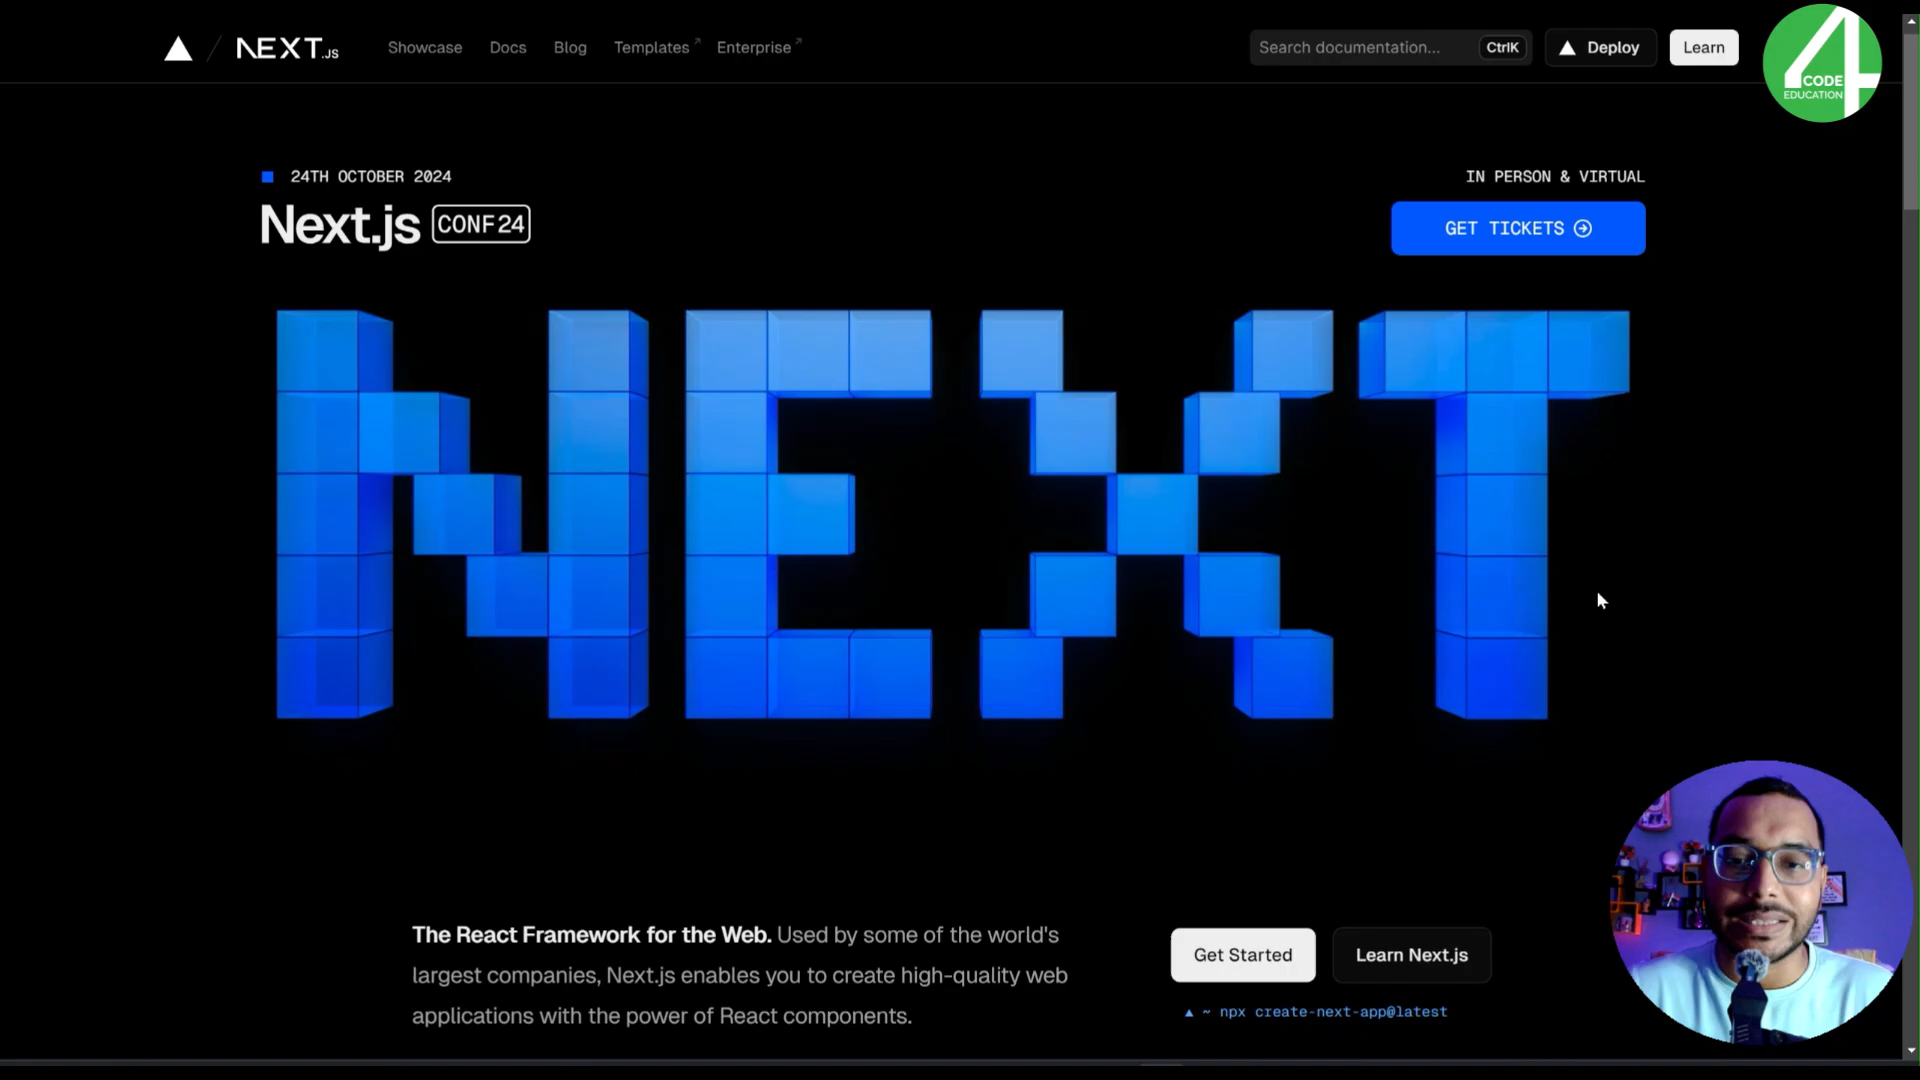 NEXT.JS
Showcase
Docs
Blog
Templates
Enterprise
Search documentation...
CtrlK
Deploy
Learn
4
CODE
EDUCATION
24TH OCTOBER 2024
Next.js CONF24
IN PERSON & VIRTUAL
GET TICKETS
NEXT
The React Framework for the Web. Used by some of the world's
largest companies, Next.js enables you to create high-quality web
applications with the power of React components.
Get Started
Learn Next.js
▲ ~ npx create-next-app@latest